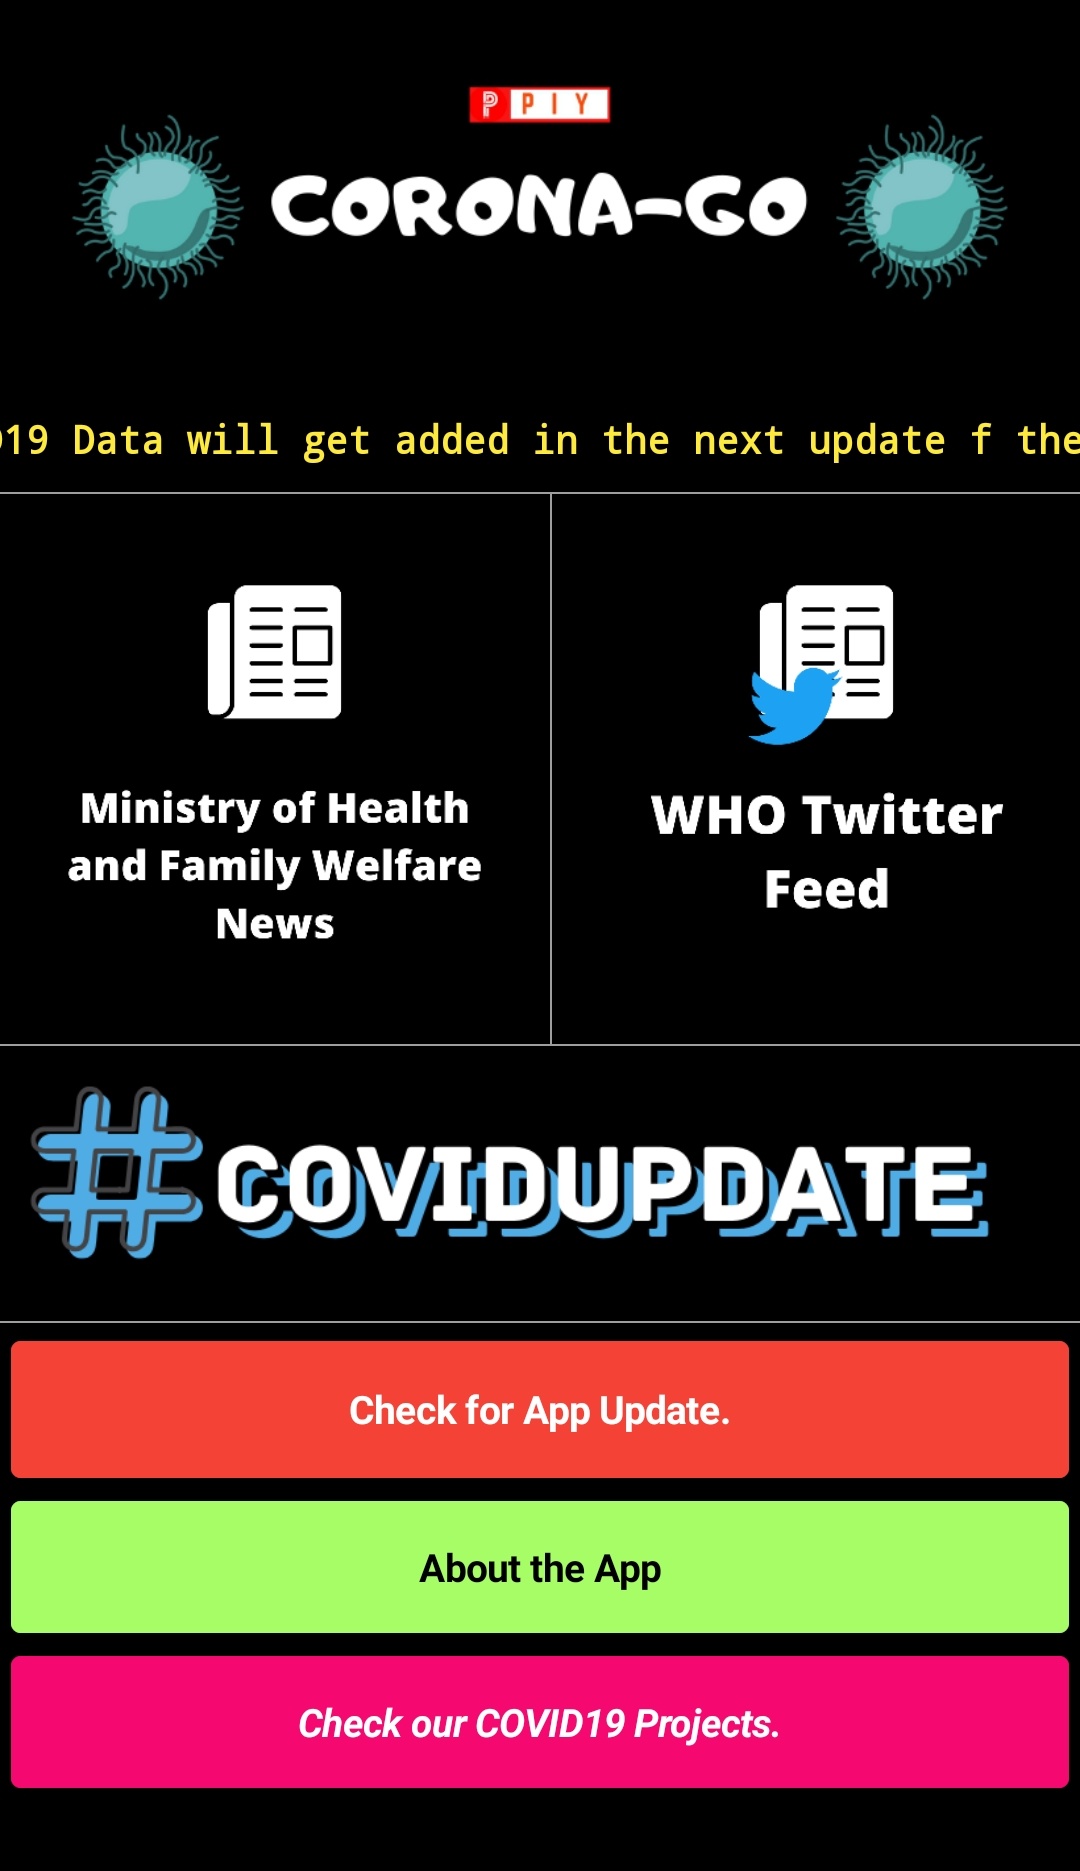 P PIY
CORONA-GO
19 Data will get added in the next update f the
Ministry of Health
and Family Welfare
News
WHO Twitter
Feed
#COVIDUPDATE
Check for App Update.
About the App
Check our COVID19 Projects.